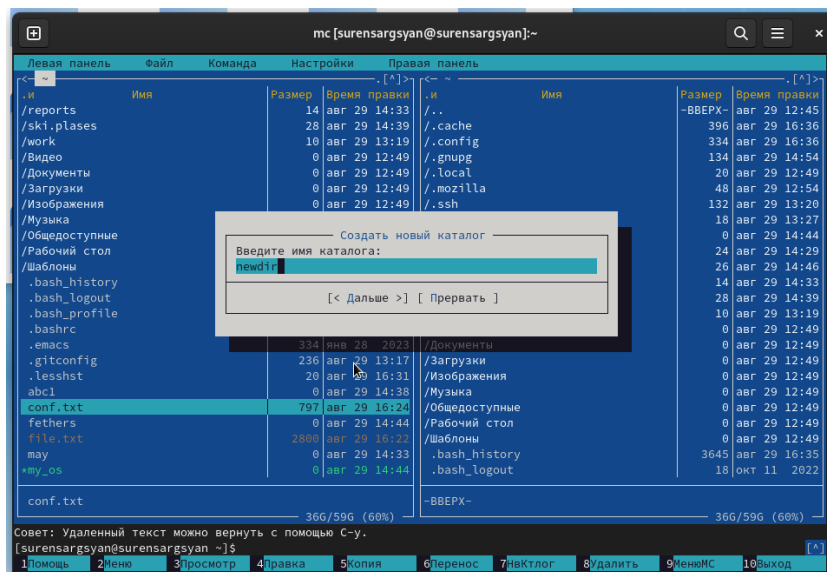 mc [surensargsyan@surensargsyan]:~
Левая панель Файл Команда Настройки Правая панель
<- ~ .[^]> <- ~ .[^]>
.и Имя Размер Время правки .и Имя Размер Время правки
/reports 14 авг 29 14:33 /.. -ВВЕРХ- авг 29 12:45
/ski.plases 28 авг 29 14:39 /.cache 396 авг 29 16:36
/work 10 авг 29 13:19 /.config 334 авг 29 16:36
/Видео 0 авг 29 12:49 /.gnupg 134 авг 29 14:54
/Документы 0 авг 29 12:49 /.local 20 авг 29 12:49
/Загрузки 0 авг 29 12:49 /.mozilla 48 авг 29 12:54
/Изображения 0 авг 29 12:49 /.ssh 132 авг 29 13:20
/Музыка 18 авг 29 13:27
/Общедоступные 0 авг 29 14:44
/Рабочий стол 24 авг 29 14:29
/Шаблоны 26 авг 29 14:46
.bash_history 14 авг 29 14:33
.bash_logout 28 авг 29 14:39
.bash_profile 10 авг 29 13:19
.bashrc 0 авг 29 12:49
Создать новый каталог
Введите имя каталога:
newdir
[< Дальше >] [ Прервать ]
.emacs 334 янв 28 2023 /Документы 0 авг 29 12:49
.gitconfig 236 авг 29 13:17 /Загрузки 0 авг 29 12:49
.lesshst 20 авг 29 16:31 /Изображения 0 авг 29 12:49
abc1 0 авг 29 14:38 /Музыка 0 авг 29 12:49
conf.txt 797 авг 29 16:24 /Общедоступные 0 авг 29 12:49
fethers 0 авг 29 14:44 /Рабочий стол 0 авг 29 12:49
file.txt 2800 авг 29 16:22 /Шаблоны 0 авг 29 12:49
may 0 авг 29 14:33 .bash_history 3645 авг 29 16:35
*my_os 0 авг 29 14:44 .bash_logout 18 окт 11 2022
conf.txt -ВВЕРХ-
36G/59G (60%) 36G/59G (60%)
Совет: Удаленный текст можно вернуть с помощью C-y.
[surensargsyan@surensargsyan ~]$ [^]
1Помощь 2Меню 3Просмотр 4Правка 5Копия 6Перенос 7НвКтлог 8Удалить 9МенюМС 10Выход